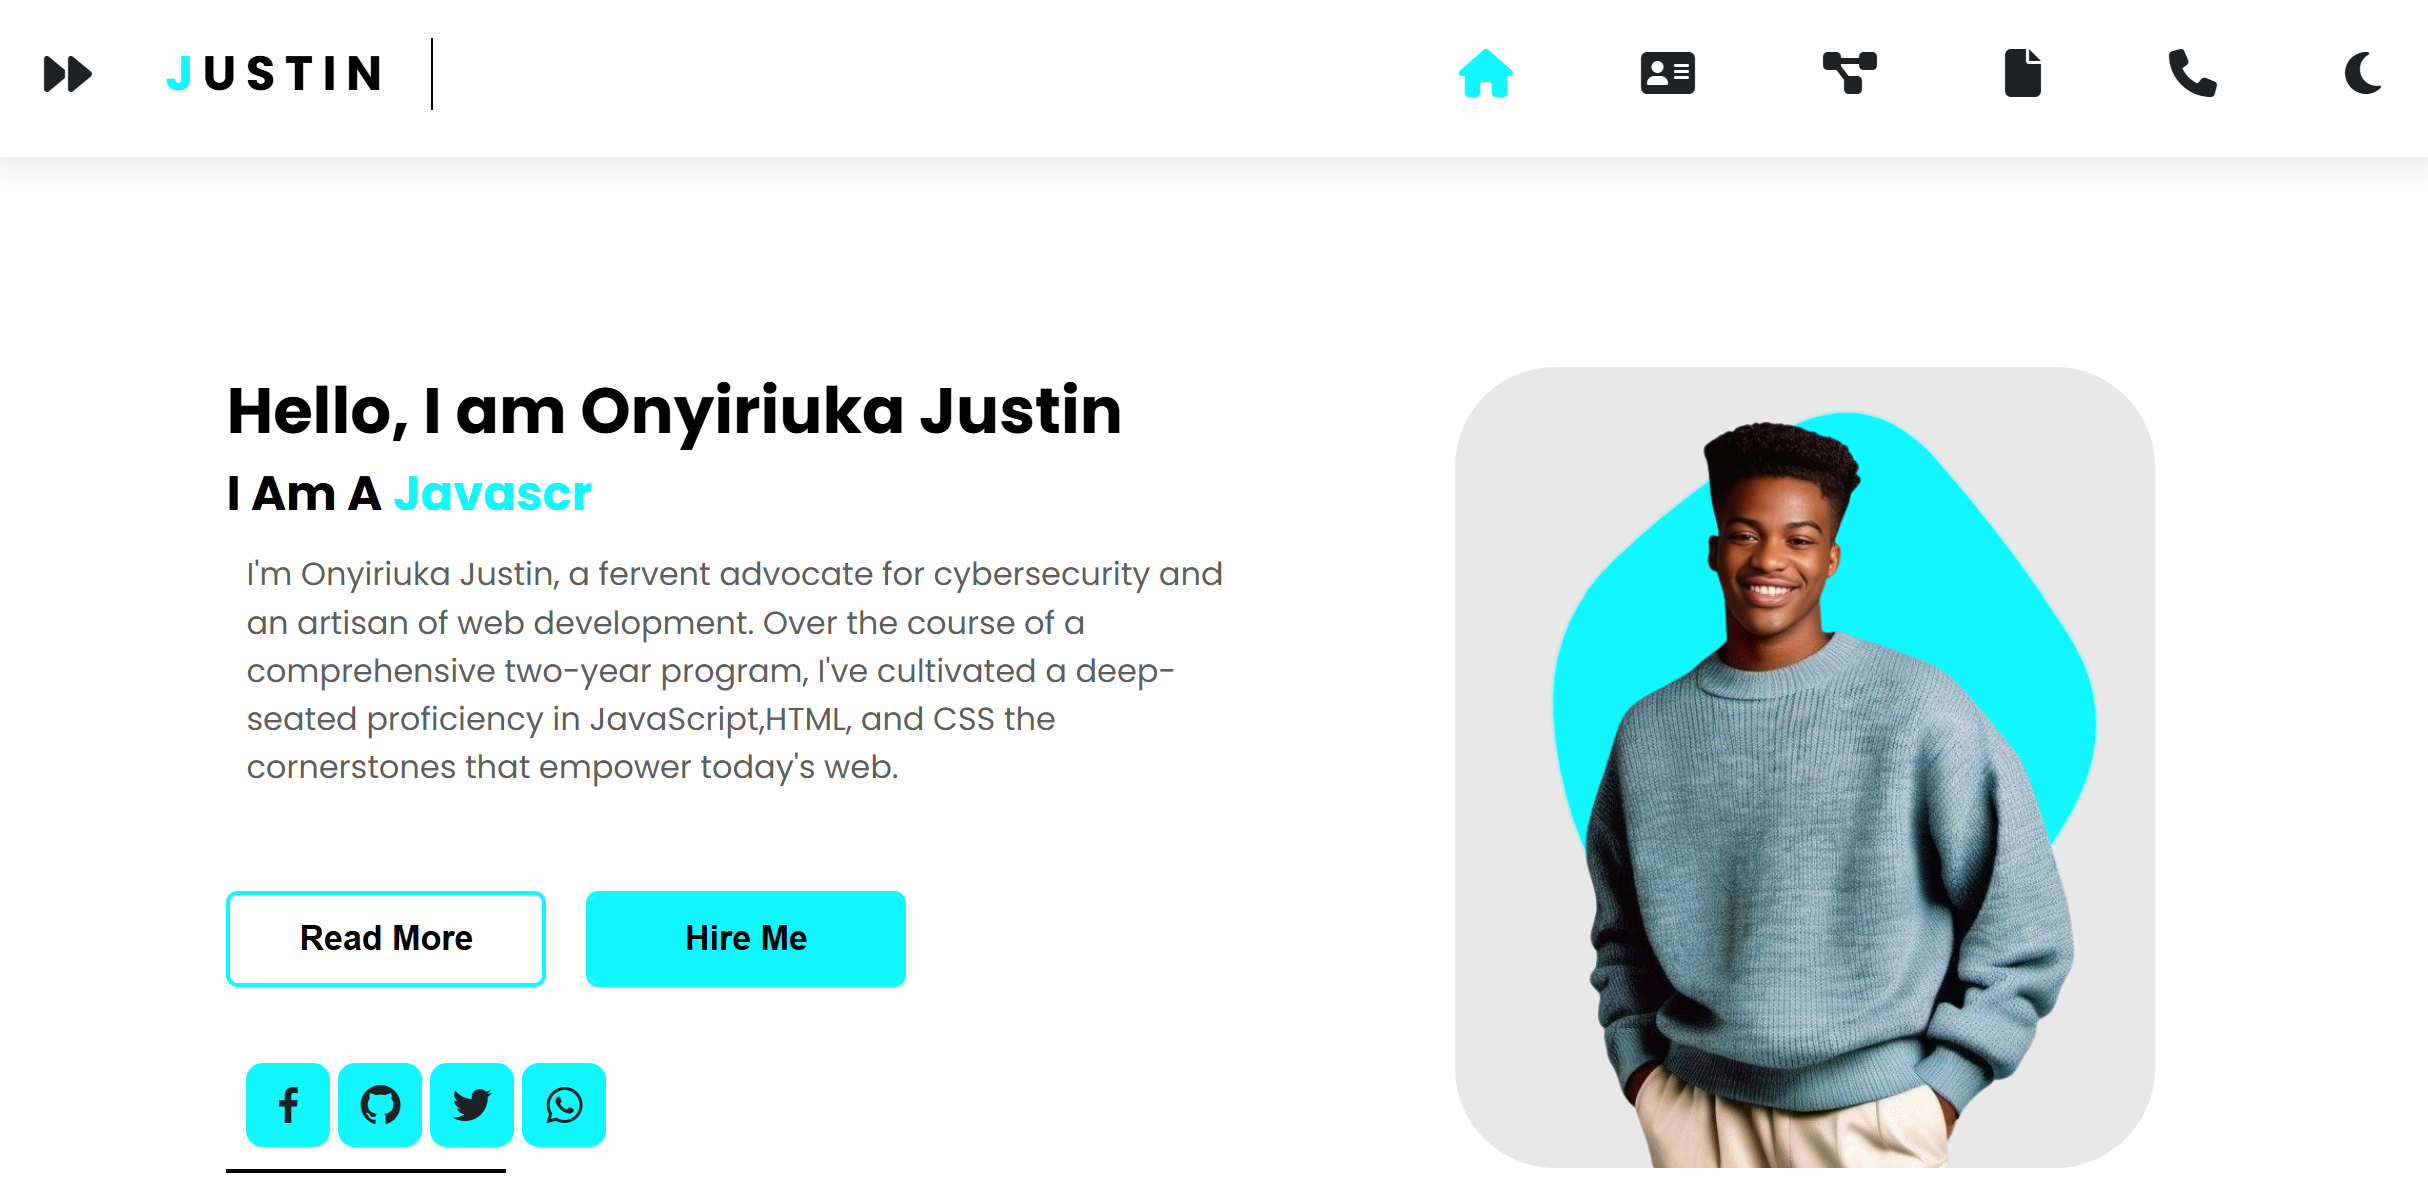 JUSTIN
Hello, I am Onyiriuka Justin
I Am A Javascr
I'm Onyiriuka Justin, a fervent advocate for cybersecurity and
an artisan of web development. Over the course of a
comprehensive two-year program, I've cultivated a deep-
seated proficiency in JavaScript,HTML, and CSS the
cornerstones that empower today's web.
Read More
Hire Me